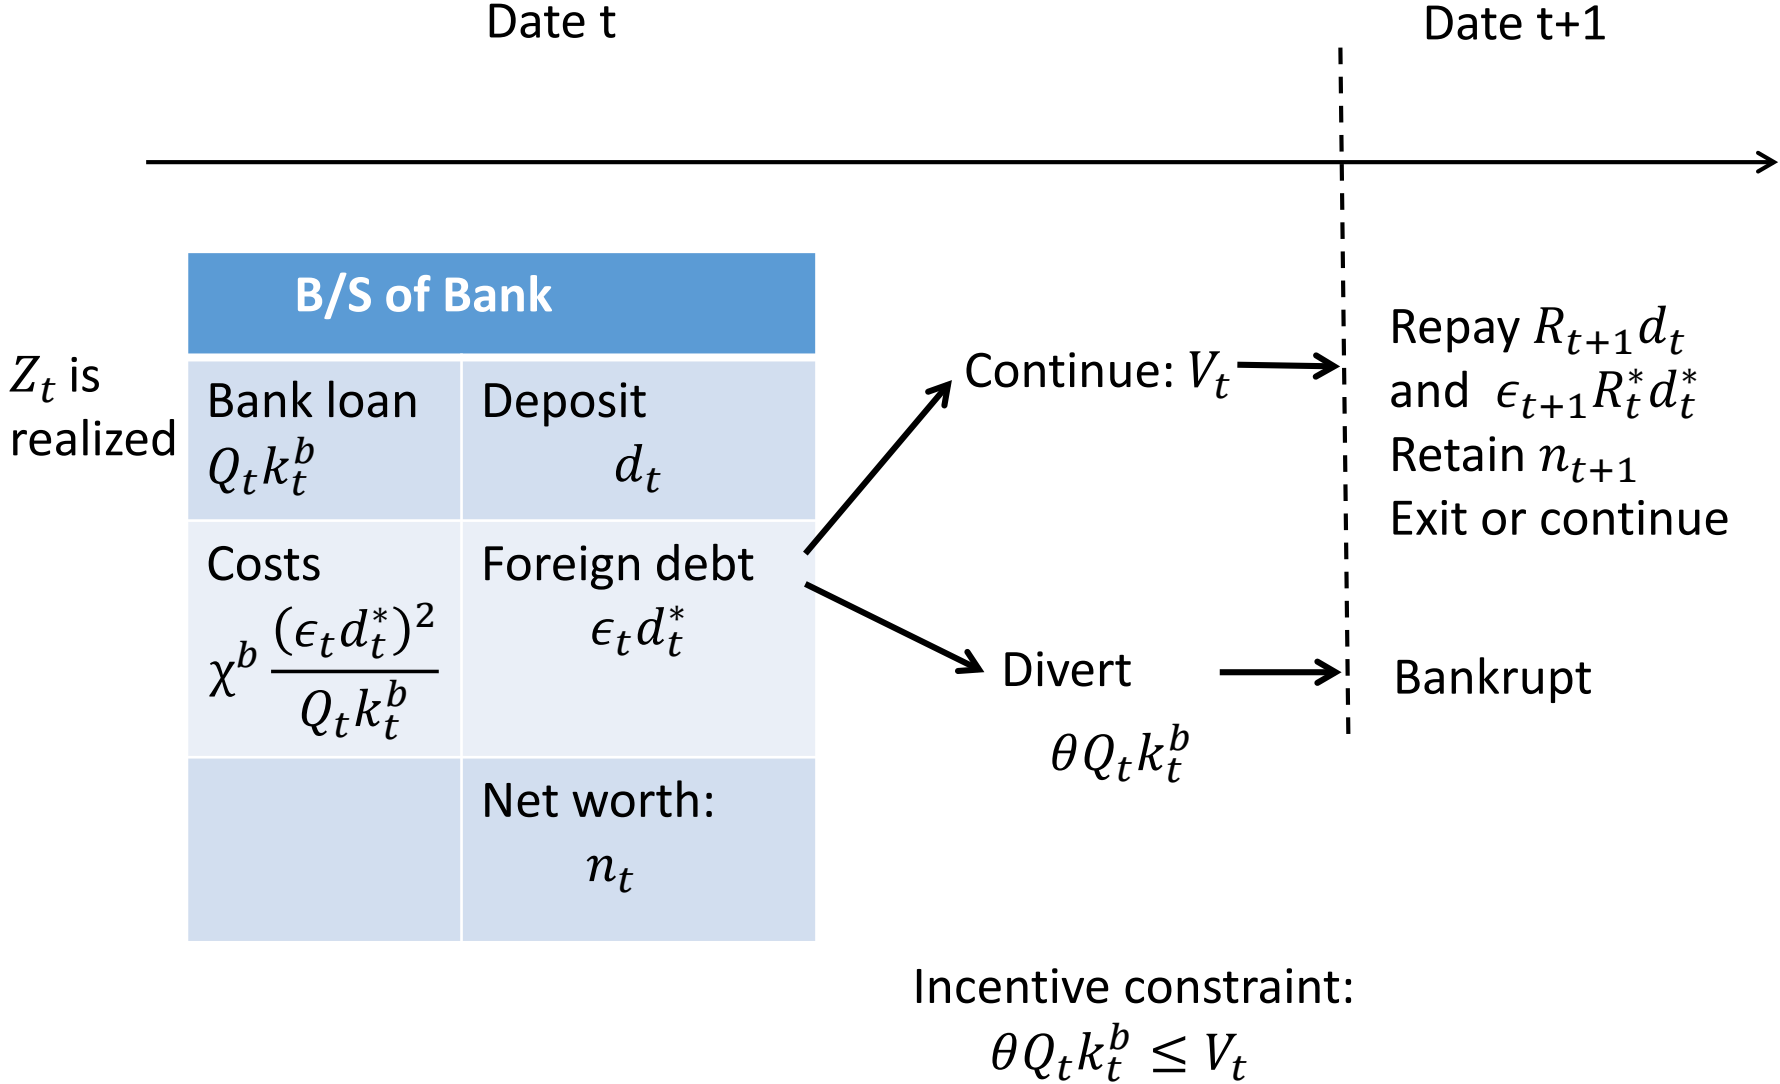 Date t
Date t+1
B/S of Bank
Z_t is
realized
Bank loan
Q_t k_t^b
Deposit
d_t
Costs
χ^b (ϵ_t d_t^*)^2 / Q_t k_t^b
Foreign debt
ϵ_t d_t^*
Net worth:
n_t
Continue: V_t
Divert
θQ_t k_t^b
Repay R_{t+1} d_t
and ϵ_{t+1} R_t^* d_t^*
Retain n_{t+1}
Exit or continue
Bankrupt
Incentive constraint:
θQ_t k_t^b ≤ V_t